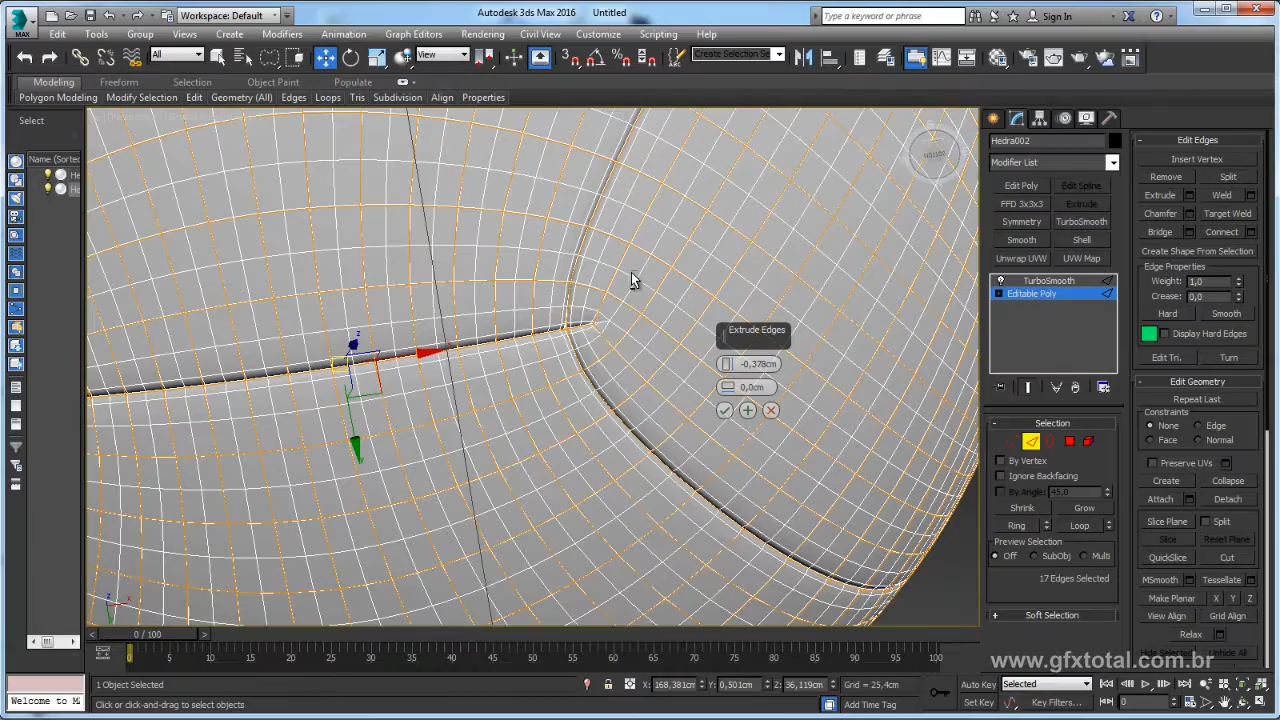 Workspace: Default
Autodesk 3ds Max 2016 Untitled
Type a keyword or phrase
Sign In
MAX
Edit Tools Group Views Create Modifiers Animation Graph Editors Rendering Civil View Customize Scripting Help
All
View
Create Selection Se
Modeling Freeform Selection Object Paint Populate
Polygon Modeling Modify Selection Edit Geometry (All) Edges Loops Tris Subdivision Align Properties
Select
Name (Sorted
He
He
Extrude Edges
-0,378cm
0,0cm
z
z
x
Hedra002
Modifier List
Edit Poly Edit Spline
FFD 3x3x3 Extrude
Symmetry TurboSmooth
Smooth Shell
Unwrap UVW UVW Map
TurboSmooth
Editable Poly
Selection
By Vertex
Ignore Backfacing
By Angle: 45,0
Shrink Grow
Ring Loop
Preview Selection
Off SubObj Multi
17 Edges Selected
Soft Selection
Edit Edges
Insert Vertex
Remove Split
Extrude Weld
Chamfer Target Weld
Bridge Connect
Create Shape From Selection
Edge Properties
Weight: 1,0
Crease: 0,0
Hard Smooth
Display Hard Edges
Edit Tri. Turn
Edit Geometry
Repeat Last
Constraints
None Edge
Face Normal
Preserve UVs
Create Collapse
Attach Detach
Slice Plane Split
Slice Reset Plane
QuickSlice Cut
MSmooth Tessellate
Make Planar X Y Z
View Align Grid Align
Relax
Hide Selected Unhide All
www.gfxtotal.com.br
0 / 100
0 5 10 15 20 25 30 35 40 45 50 55 60 65 70 75 80 85 90 95 100
1 Object Selected
X: 168,381cm Y: 0,501cm Z: 36,119cm Grid = 25,4cm
Auto Key Selected
Welcome to M
Click or click-and-drag to select objects
Add Time Tag
Set Key Key Filters...
0